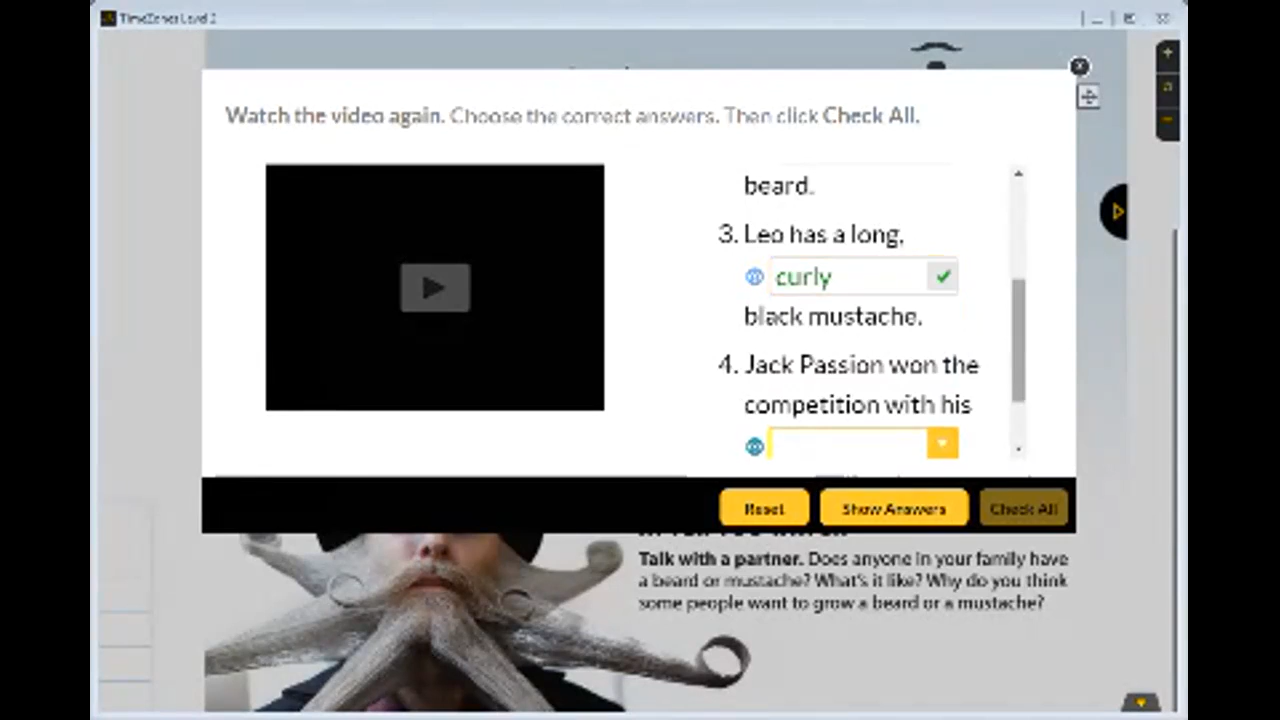 TimeZones Level 2
Watch the video again. Choose the correct answers. Then click Check All.
beard.
3. Leo has a long,
curly
black mustache.
4. Jack Passion won the
competition with his
Reset
Show Answers
Check All
Talk with a partner. Does anyone in your family have
a beard or mustache? What's it like? Why do you think
some people want to grow a beard or a mustache?